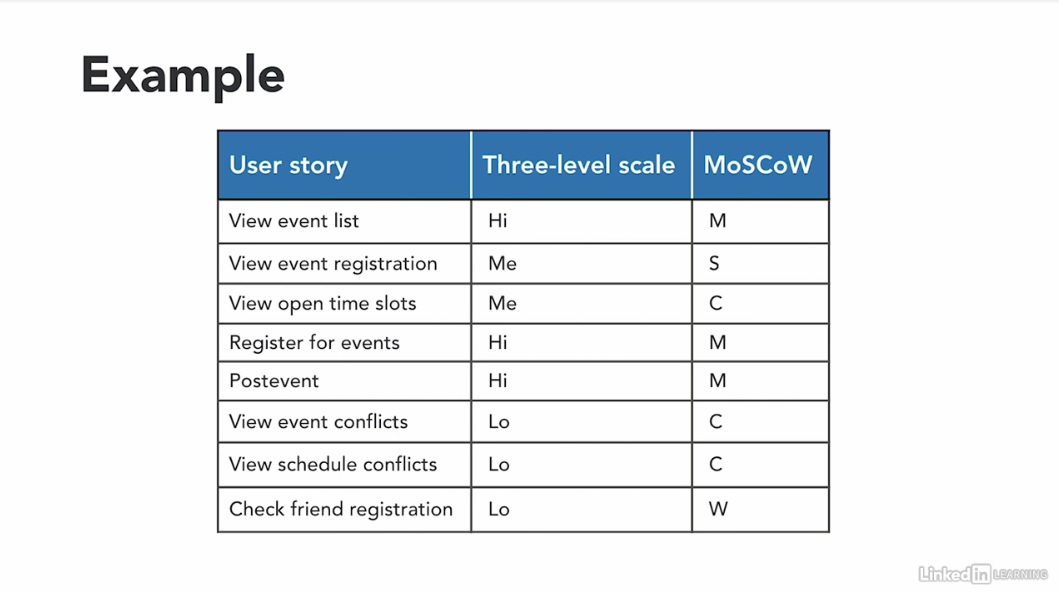 Example
User story Three-level scale MoSCoW
View event list Hi M
View event registration Me S
View open time slots Me C
Register for events Hi M
Postevent Hi M
View event conflicts Lo C
View schedule conflicts Lo C
Check friend registration Lo W
Linked in LEARNING